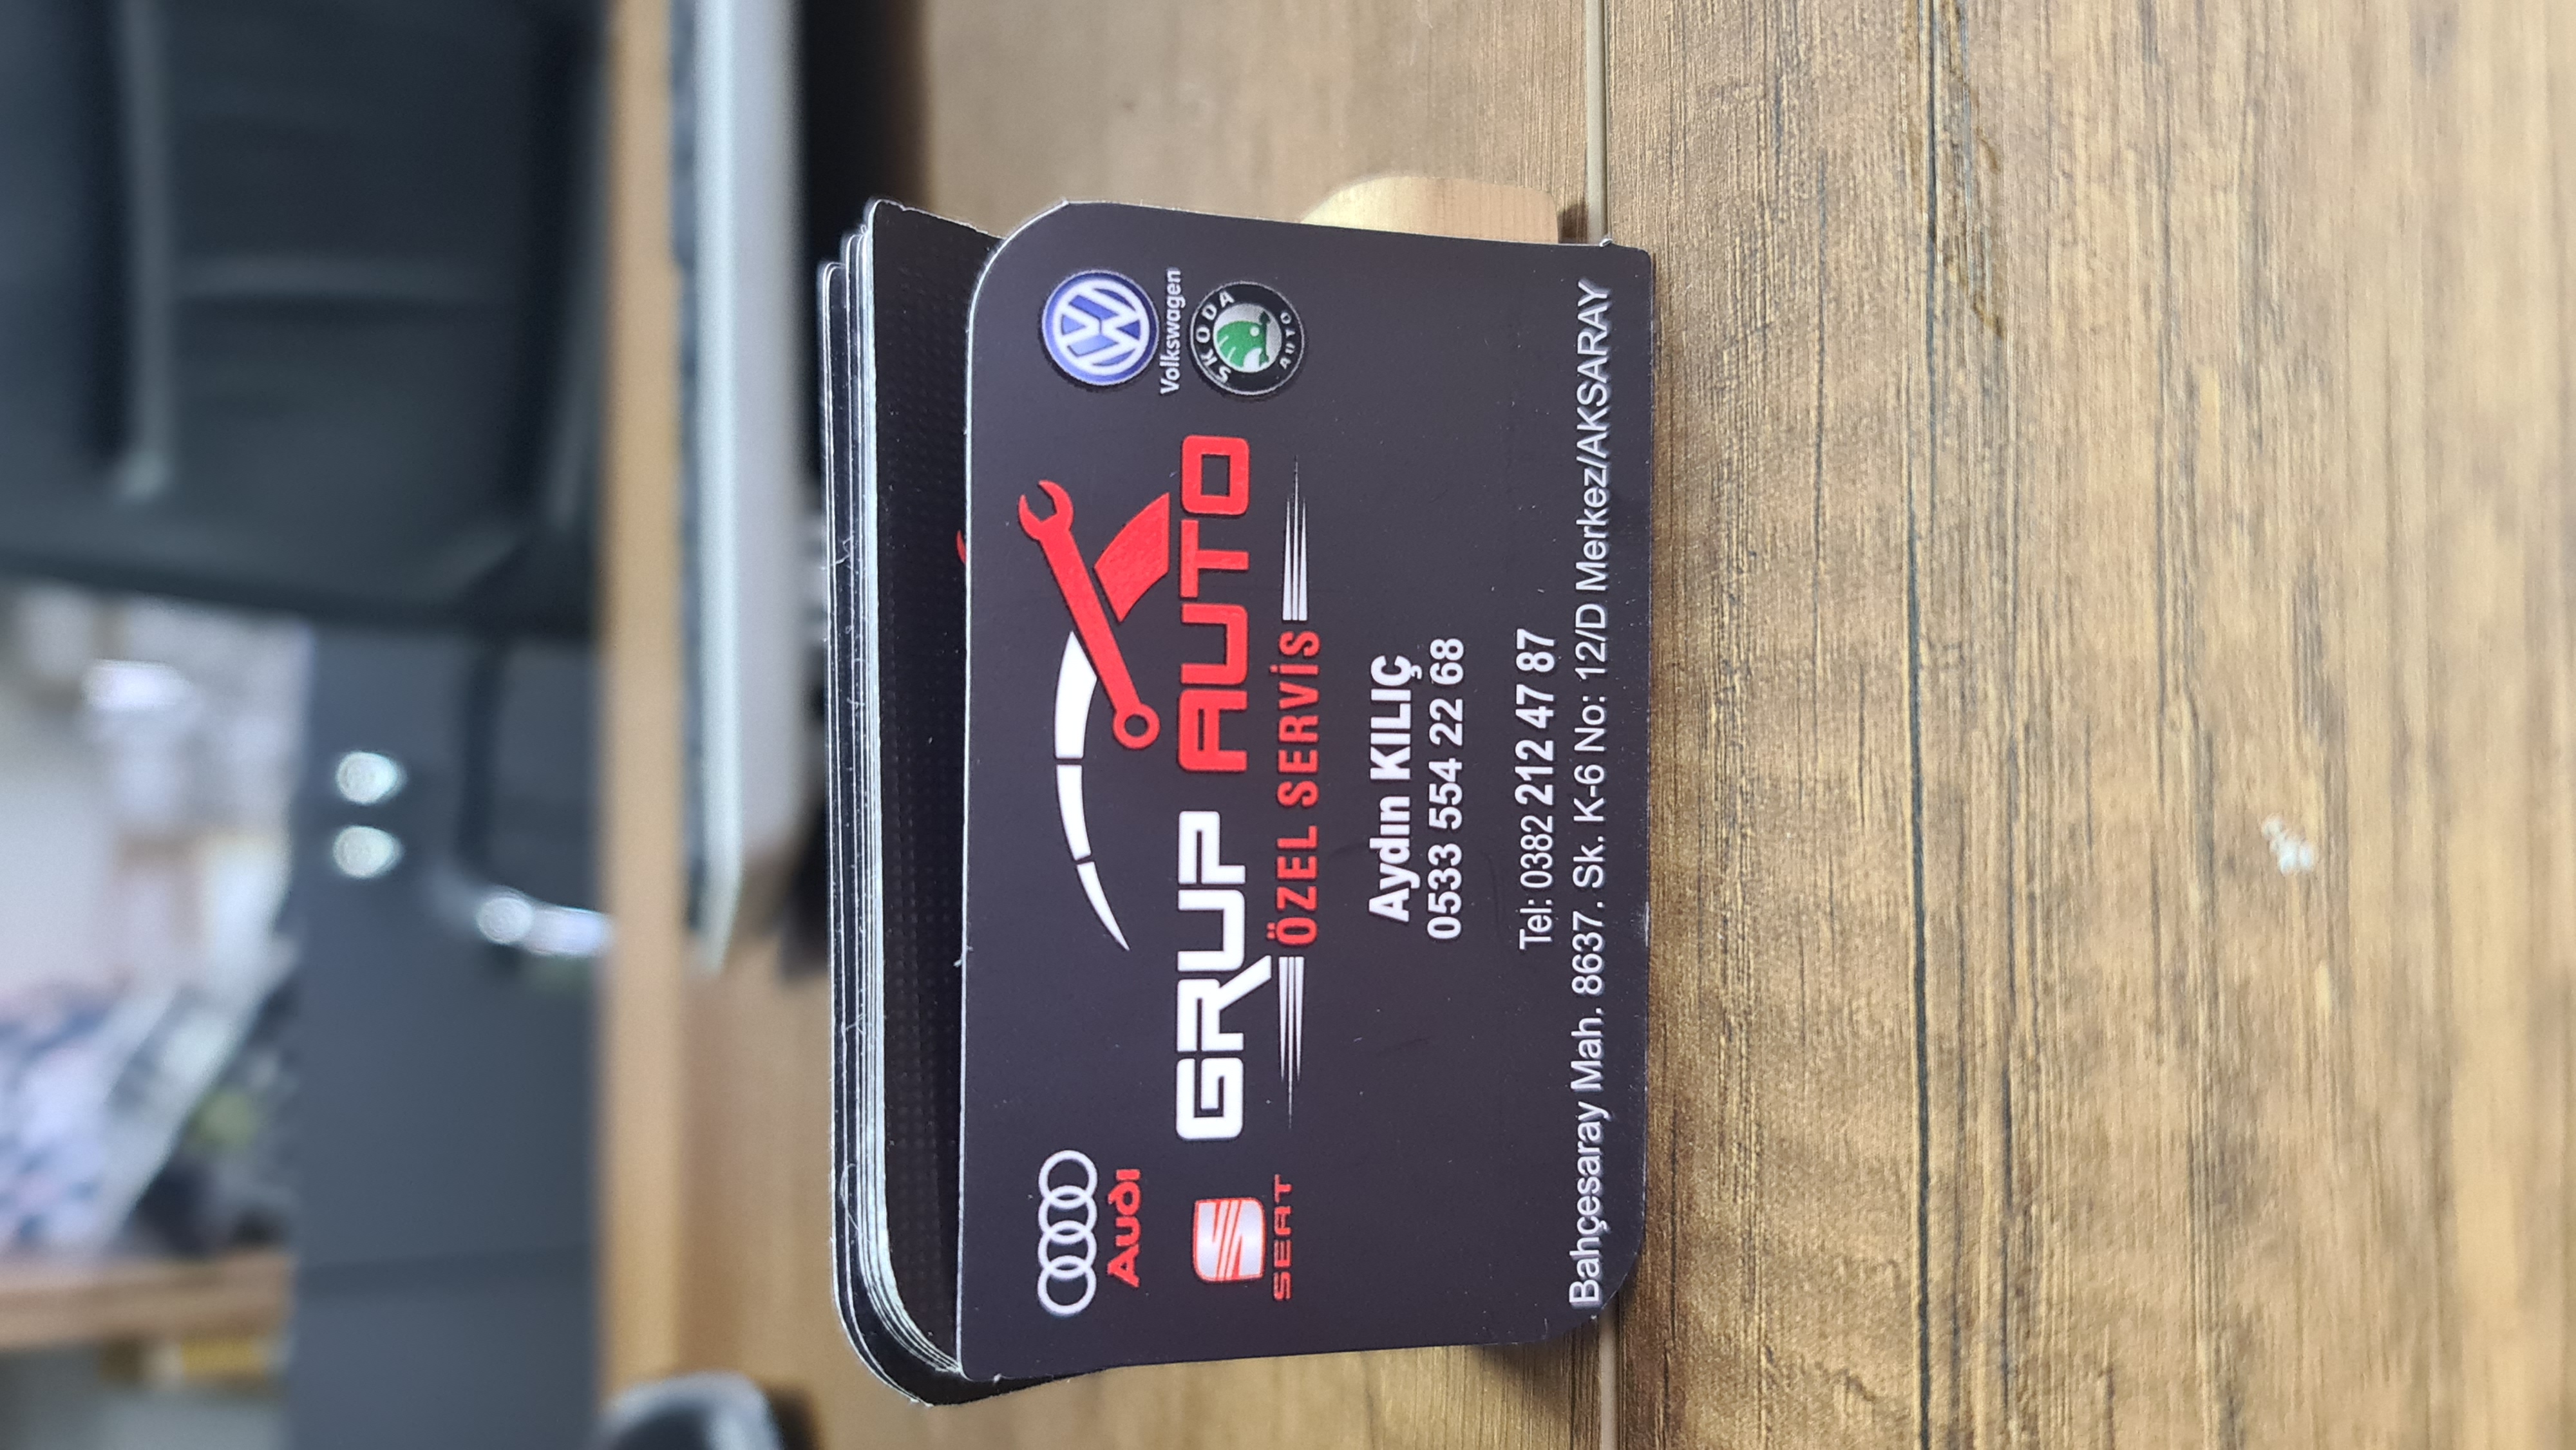 Audi
SEAT
GRUP AUTO
ÖZEL SERVİS
Volkswagen
SKODA
AUTO
Aydın KILIÇ
0533 554 22 68
Tel: 0382 212 47 87
Bahçesaray Mah. 8637. Sk. K-6 No: 12/D Merkez/AKSARAY